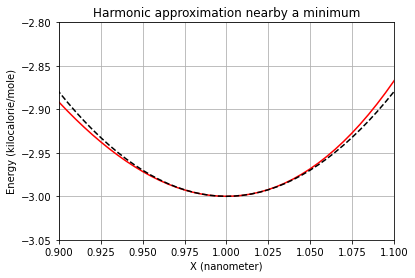 Harmonic approximation nearby a minimum
Energy (kilocalorie/mole)
−2.80
−2.85
−2.90
−2.95
−3.00
−3.05
0.900 0.925 0.950 0.975 1.000 1.025 1.050 1.075 1.100
X (nanometer)